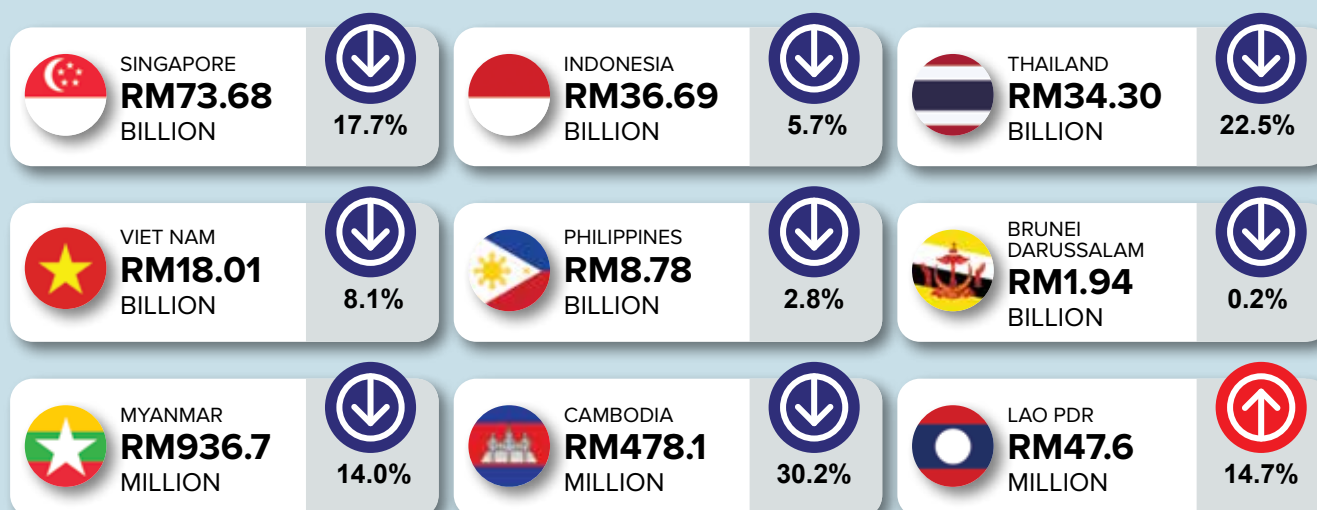 SINGAPORE
RM73.68
BILLION
17.7%
INDONESIA
RM36.69
BILLION
5.7%
THAILAND
RM34.30
BILLION
22.5%
VIET NAM
RM18.01
BILLION
8.1%
PHILIPPINES
RM8.78
BILLION
2.8%
BRUNEI
DARUSSALAM
RM1.94
BILLION
0.2%
MYANMAR
RM936.7
MILLION
14.0%
CAMBODIA
RM478.1
MILLION
30.2%
LAO PDR
RM47.6
MILLION
14.7%